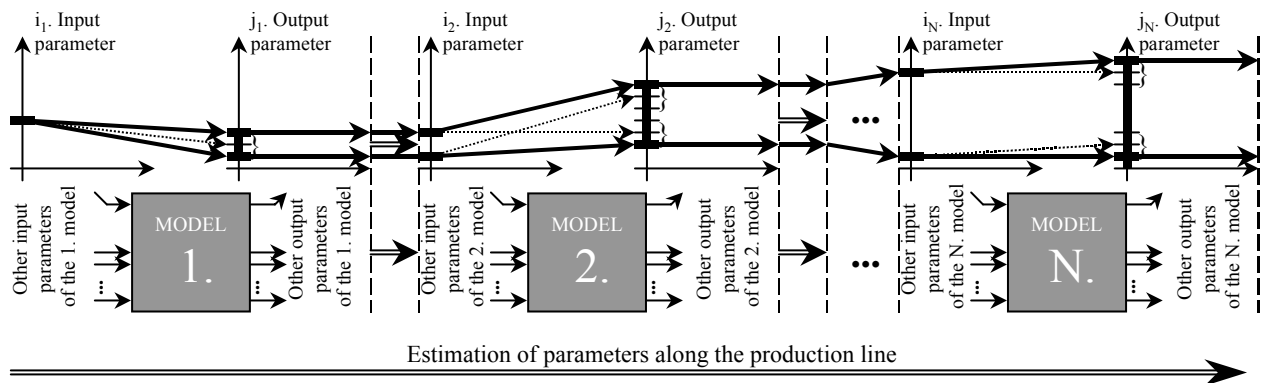 i1. Input
parameter
j1. Output
parameter
i2. Input
parameter
j2. Output
parameter
iN. Input
parameter
jN. Output
parameter
...
Other input
parameters
of the 1. model
...
MODEL
1.
...
Other output
parameters
of the 1. model
Other input
parameters
of the 2. model
...
MODEL
2.
...
Other output
parameters
of the 2. model
...
Other input
parameters
of the N. model
...
MODEL
N.
...
Other output
parameters
of the N. model
Estimation of parameters along the production line